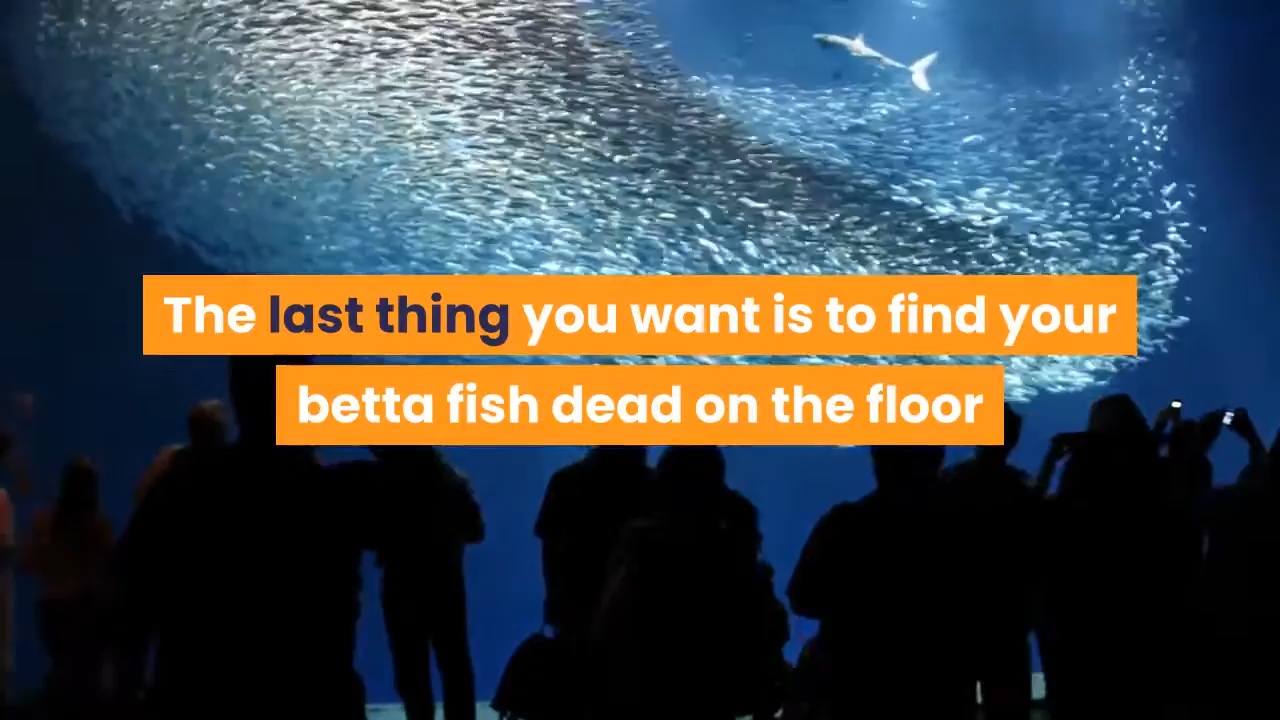 The last thing you want is to find your
betta fish dead on the floor